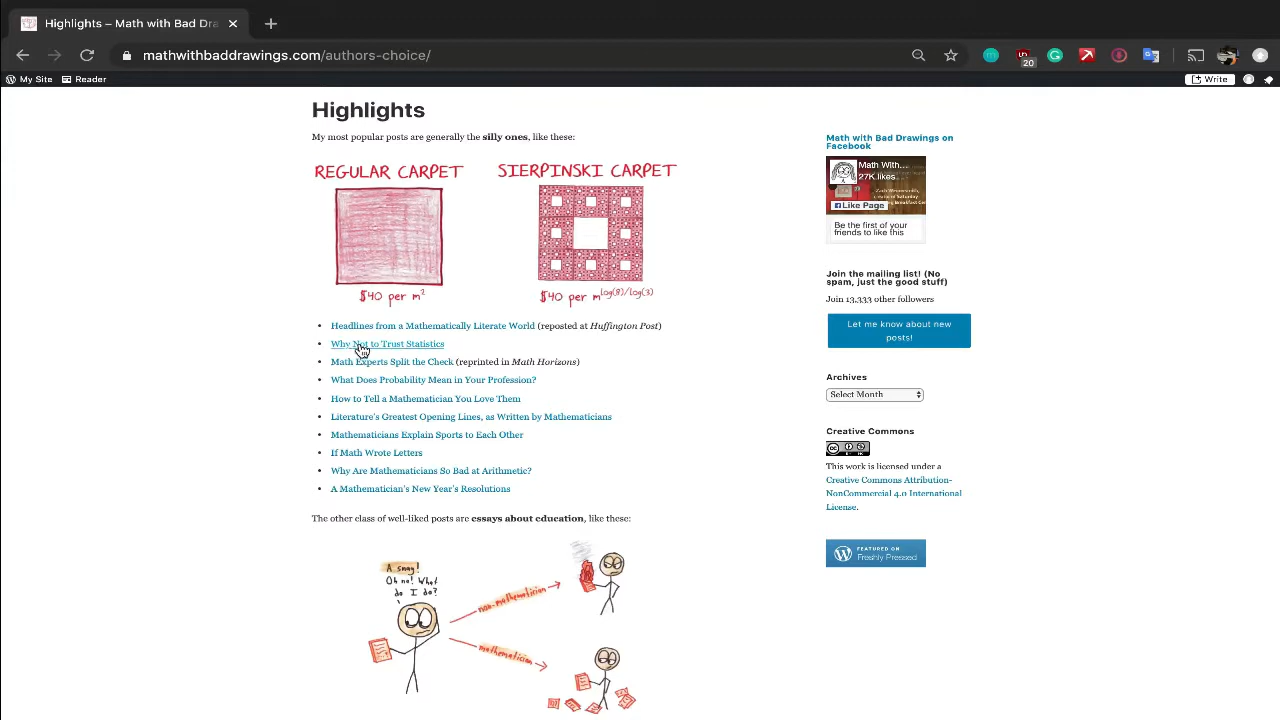 Highlights – Math with Bad Dra
mathwithbaddrawings.com/authors-choice/
20
My Site
Reader
Write
Highlights
My most popular posts are generally the silly ones, like these:
REGULAR CARPET
SIERPINSKI CARPET
$40 per m²
$40 per m^log(8)/log(3)
Headlines from a Mathematically Literate World (reposted at Huffington Post)
Why Not to Trust Statistics
Math Experts Split the Check (reprinted in Math Horizons)
What Does Probability Mean in Your Profession?
How to Tell a Mathematician You Love Them
Literature's Greatest Opening Lines, as Written by Mathematicians
Mathematicians Explain Sports to Each Other
If Math Wrote Letters
Why Are Mathematicians So Bad at Arithmetic?
A Mathematician's New Year's Resolutions
The other class of well-liked posts are essays about education, like these:
A snag!
Oh no! What
do I do?
non-mathematician
mathematician
Math with Bad Drawings on
Facebook
Math With....
27K likes
Like Page
Be the first of your
friends to like this
Join the mailing list! (No
spam, just the good stuff)
Join 13,333 other followers
Let me know about new
posts!
Archives
Select Month
Creative Commons
This work is licensed under a
Creative Commons Attribution-
NonCommercial 4.0 International
License.
FEATURED ON
Freshly Pressed